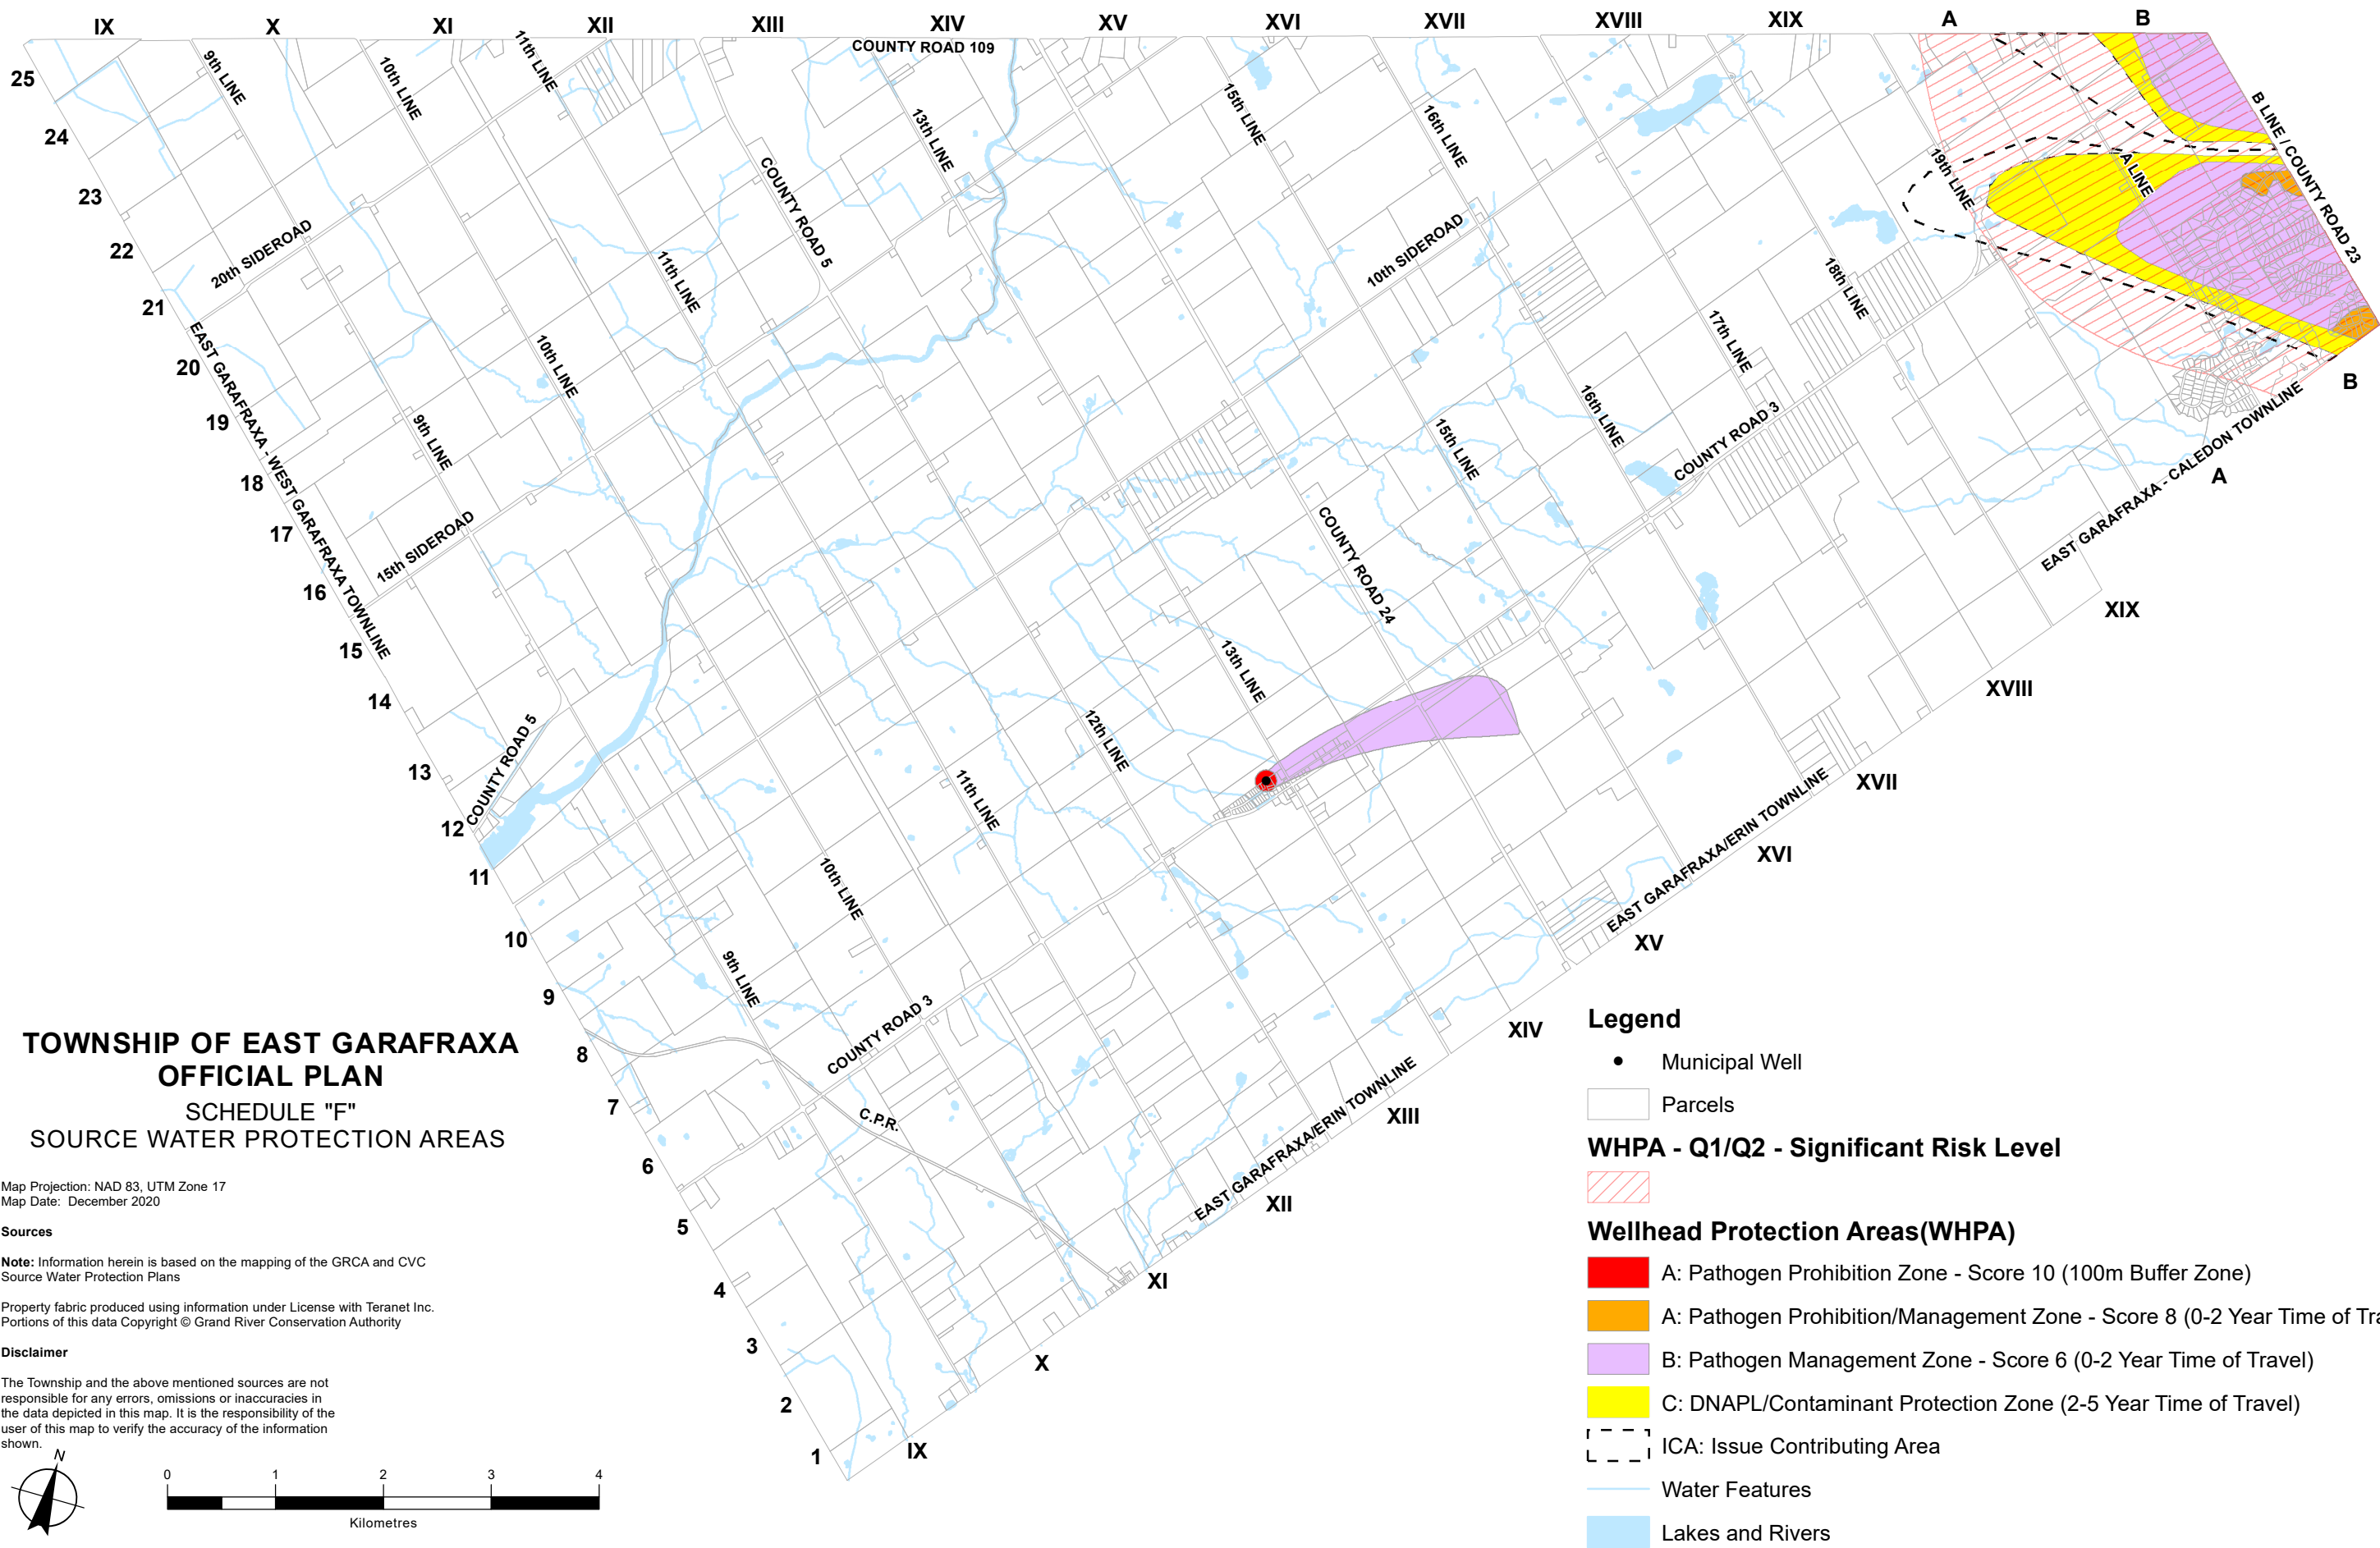 IX X XI XII XIII XIV XV XVI XVII XVIII XIX A B
COUNTY ROAD 109
25
24
23
22
21
20
19
18
17
16
15
14
13
12
11
10
9
8
7
6
5
4
3
2
1
9th LINE
10th LINE
11th LINE
13th LINE
15th LINE
16th LINE
19th LINE
A LINE
B LINE / COUNTY ROAD 23
COUNTY ROAD 5
20th SIDEROAD
10th SIDEROAD
11th LINE
10th LINE
9th LINE
18th LINE
17th LINE
16th LINE
15th LINE
COUNTY ROAD 3
EAST GARAFRAXA - WEST GARAFRAXA TOWNLINE
15th SIDEROAD
COUNTY ROAD 24
EAST GARAFRAXA - CALEDON TOWNLINE
COUNTY ROAD 5
13th LINE
12th LINE
11th LINE
10th LINE
9th LINE
COUNTY ROAD 3
C.P.R.
EAST GARAFRAXA/ERIN TOWNLINE
EAST GARAFRAXA/ERIN TOWNLINE
B
A
XIX
XVIII
XVII
XVI
XV
XIV
XIII
XII
XI
X
IX
TOWNSHIP OF EAST GARAFRAXA
OFFICIAL PLAN
SCHEDULE "F"
SOURCE WATER PROTECTION AREAS
Map Projection: NAD 83, UTM Zone 17
Map Date: December 2020
Sources
Note: Information herein is based on the mapping of the GRCA and CVC
Source Water Protection Plans
Property fabric produced using information under License with Teranet Inc.
Portions of this data Copyright © Grand River Conservation Authority
Disclaimer
The Township and the above mentioned sources are not
responsible for any errors, omissions or inaccuracies in
the data depicted in this map. It is the responsibility of the
user of this map to verify the accuracy of the information
shown.
N
0 1 2 3 4
Kilometres
Legend
Municipal Well
Parcels
WHPA - Q1/Q2 - Significant Risk Level
Wellhead Protection Areas(WHPA)
A: Pathogen Prohibition Zone - Score 10 (100m Buffer Zone)
A: Pathogen Prohibition/Management Zone - Score 8 (0-2 Year Time of Tra
B: Pathogen Management Zone - Score 6 (0-2 Year Time of Travel)
C: DNAPL/Contaminant Protection Zone (2-5 Year Time of Travel)
ICA: Issue Contributing Area
Water Features
Lakes and Rivers